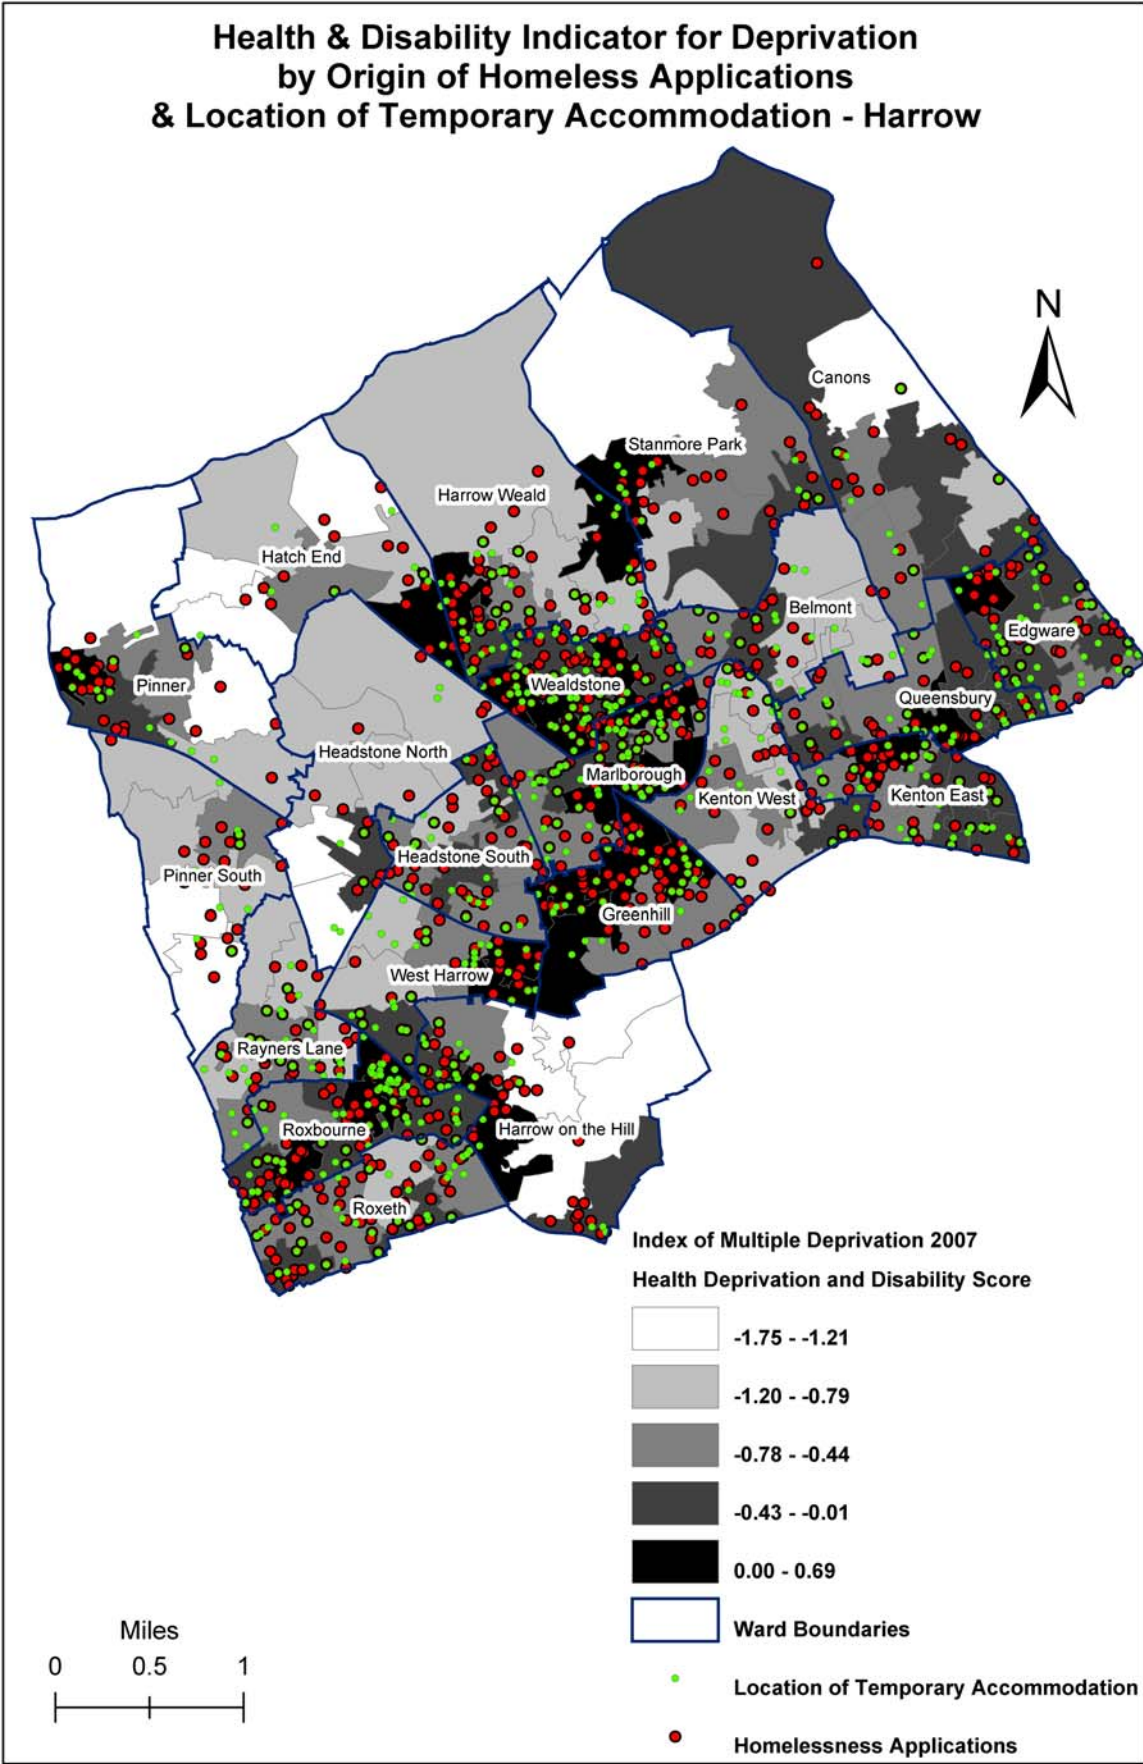 Health & Disability Indicator for Deprivation
by Origin of Homeless Applications
& Location of Temporary Accommodation - Harrow
N
Canons
Stanmore Park
Harrow Weald
Hatch End
Belmont
Edgware
Pinner
Wealdstone
Queensbury
Headstone North
Marlborough
Kenton West
Kenton East
Headstone South
Pinner South
Greenhill
West Harrow
Rayners Lane
Roxbourne
Harrow on the Hill
Roxeth
Index of Multiple Deprivation 2007
Health Deprivation and Disability Score
-1.75 - -1.21
-1.20 - -0.79
-0.78 - -0.44
-0.43 - -0.01
0.00 - 0.69
Ward Boundaries
Location of Temporary Accommodation
Homelessness Applications
Miles
0 0.5 1